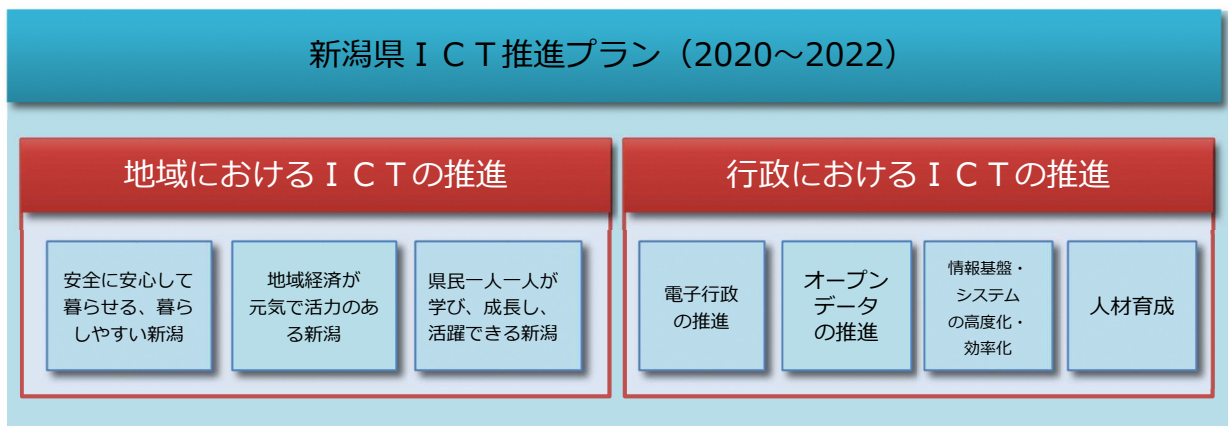 新潟県ＩＣＴ推進プラン（2020～2022）
地域におけるＩＣＴの推進
安全に安心して
暮らせる、暮ら
しやすい新潟
地域経済が
元気で活力のあ
る新潟
県民一人一人が
学び、成長し、
活躍できる新潟
行政におけるＩＣＴの推進
電子行政
の推進
オープン
データ
の推進
情報基盤・
システム
の高度化・
効率化
人材育成